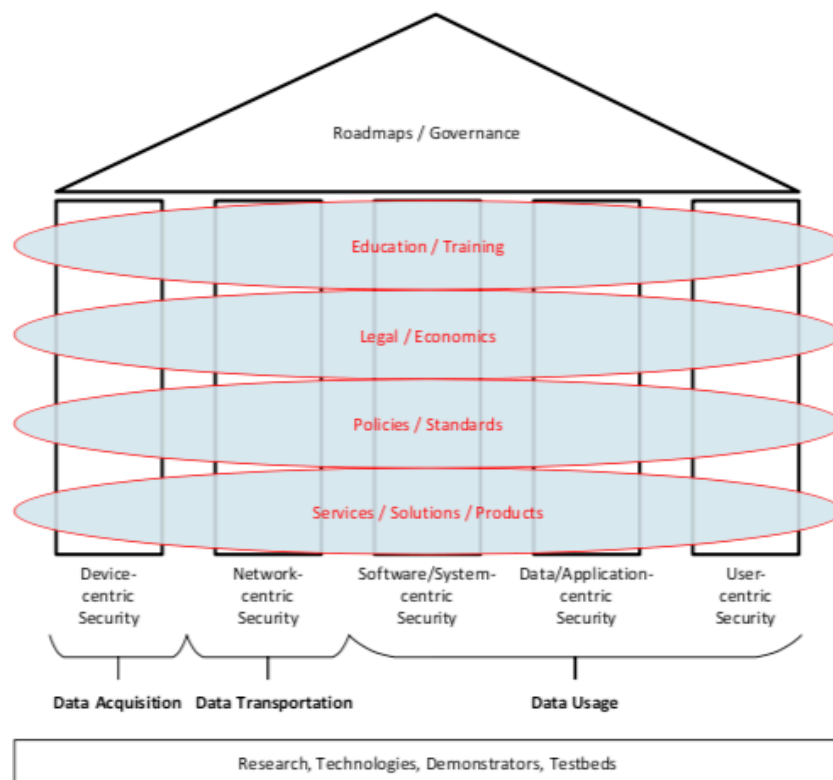 Roadmaps / Governance
Education / Training
Legal / Economics
Policies / Standards
Services / Solutions / Products
Device-
centric
Security
Network-
centric
Security
Software/System-
centric
Security
Data/Application-
centric
Security
User-
centric
Security
Data Acquisition
Data Transportation
Data Usage
Research, Technologies, Demonstrators, Testbeds